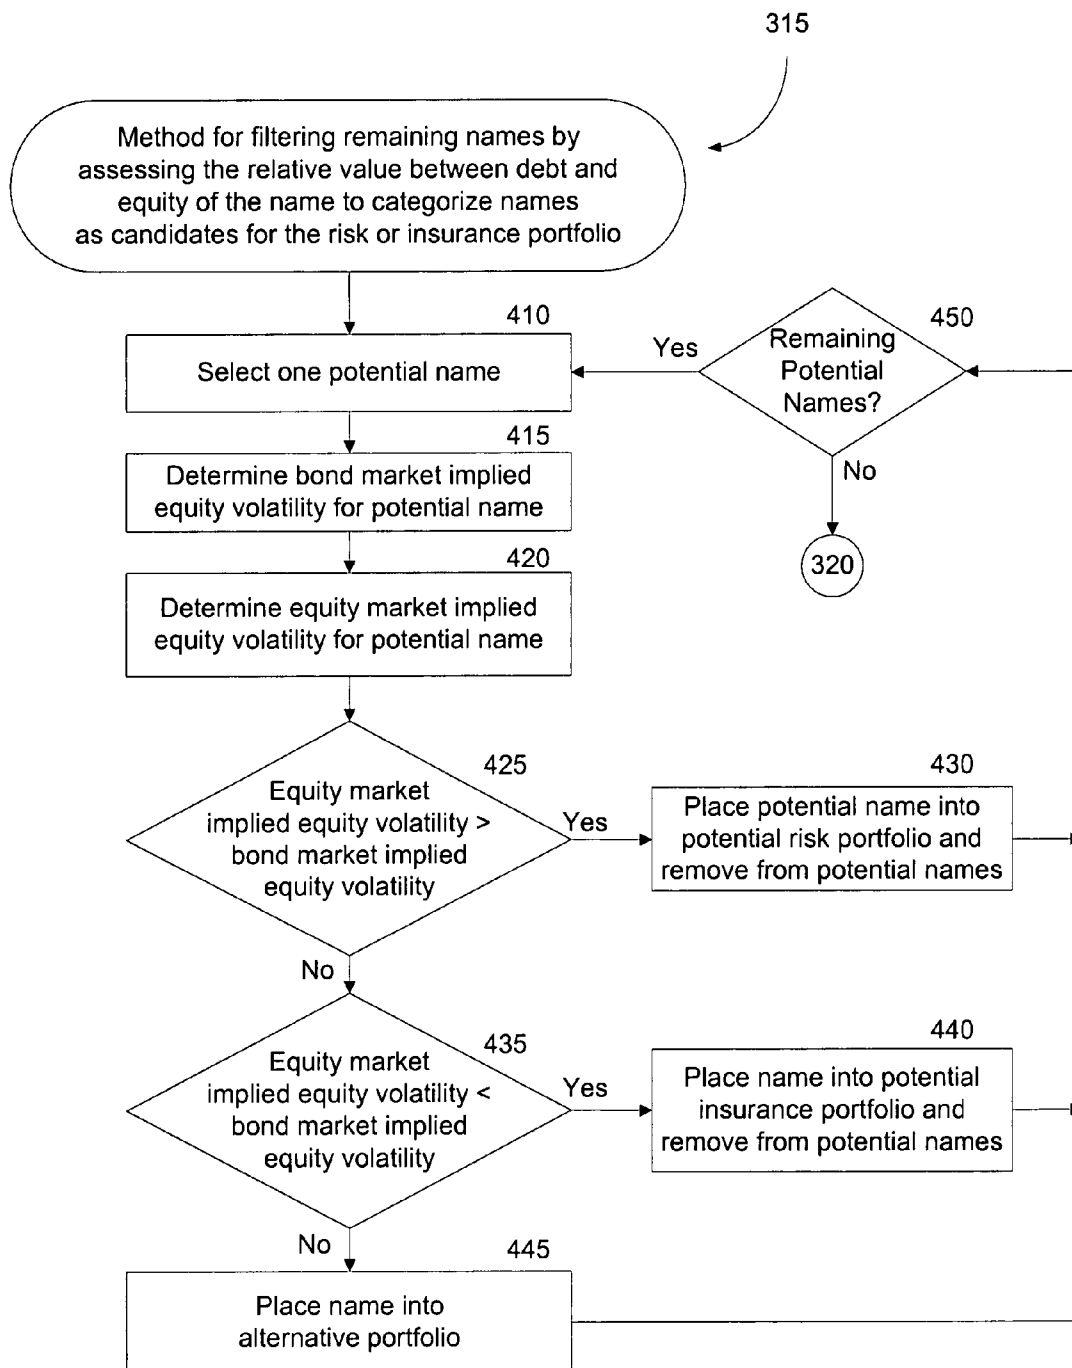 315
Method for filtering remaining names by
assessing the relative value between debt and
equity of the name to categorize names
as candidates for the risk or insurance portfolio
410
Select one potential name
450
Remaining
Potential
Names?
Yes
No
320
415
Determine bond market implied
equity volatility for potential name
420
Determine equity market implied
equity volatility for potential name
425
Equity market
implied equity volatility >
bond market implied
equity volatility
Yes
No
430
Place potential name into
potential risk portfolio and
remove from potential names
435
Equity market
implied equity volatility <
bond market implied
equity volatility
Yes
No
440
Place name into potential
insurance portfolio and
remove from potential names
445
Place name into
alternative portfolio